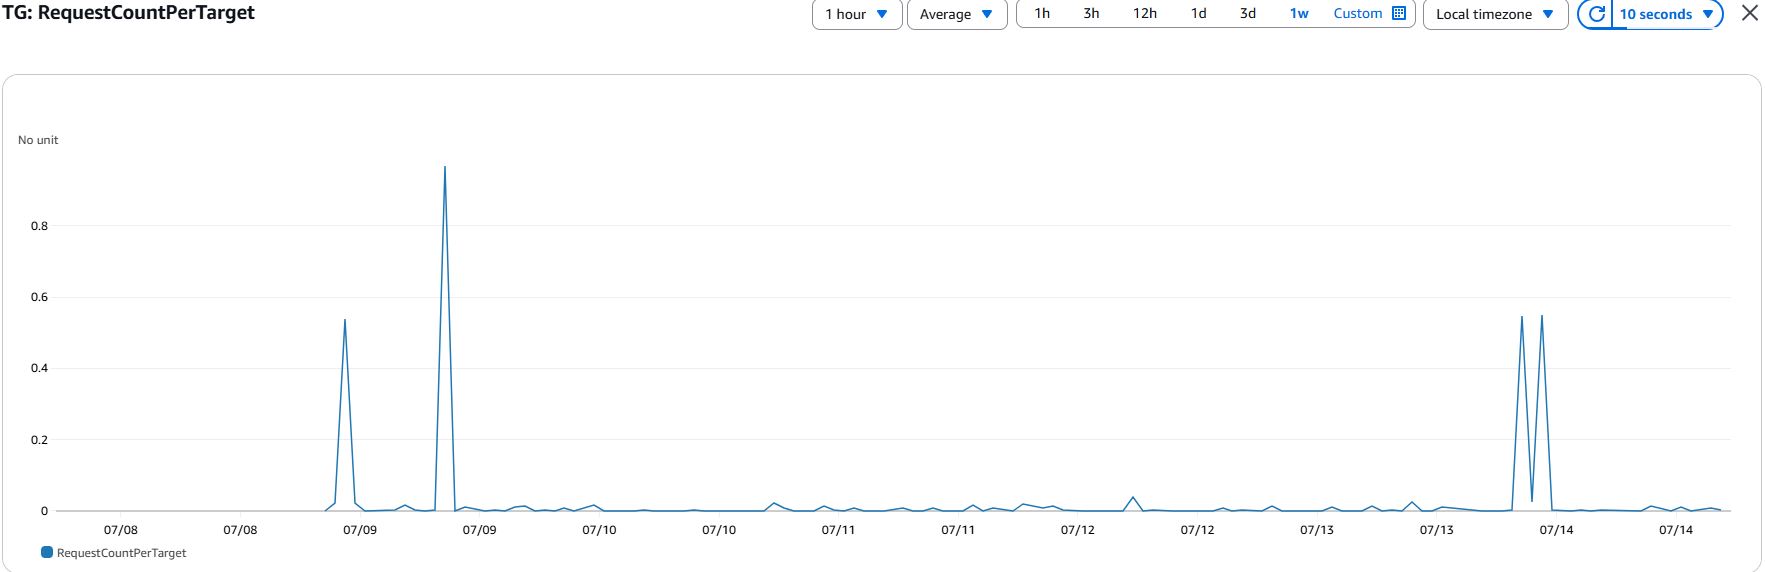 TG: RequestCountPerTarget
1 hour Average 1h 3h 12h 1d 3d 1w Custom Local timezone 10 seconds
No unit
0.8
0.6
0.4
0.2
0
07/08 07/08 07/09 07/09 07/10 07/10 07/11 07/11 07/12 07/12 07/13 07/13 07/14 07/14
RequestCountPerTarget